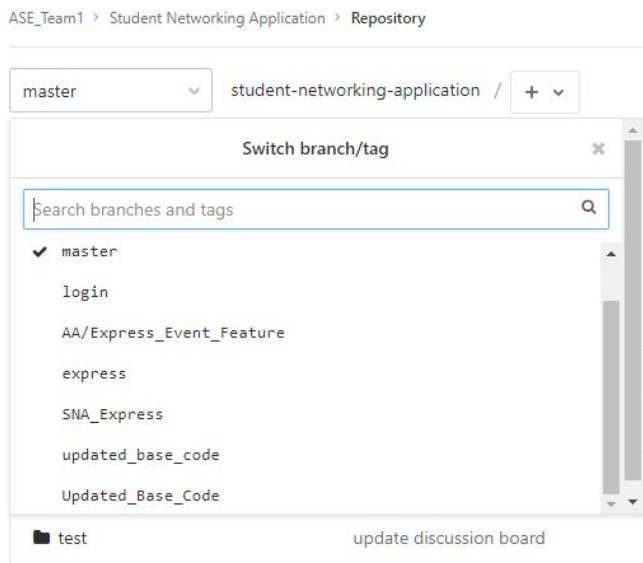 ASE_Team1 > Student Networking Application > Repository
master student-networking-application / +
Switch branch/tag
Search branches and tags
master
login
AA/Express_Event_Feature
express
SNA_Express
updated_base_code
Updated_Base_Code
test update discussion board